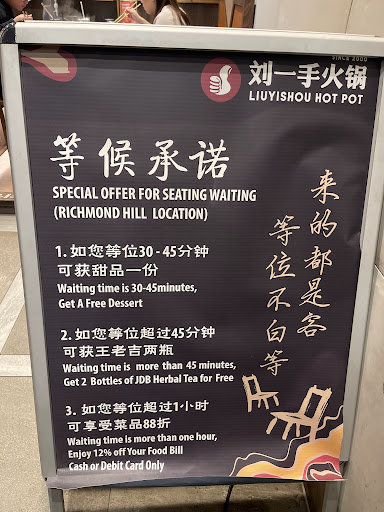 SINCE 2000
刘一手火锅
LIUYISHOU HOT POT
等候承诺
SPECIAL OFFER FOR SEATING WAITING
(RICHMOND HILL LOCATION)
来的都是客
等位不白等
1. 如您等位30-45分钟
可获甜品一份
Waiting time is 30-45minutes,
Get A Free Dessert
2. 如您等位超过45分钟
可获王老吉两瓶
Waiting time is more than 45 minutes,
Get 2 Bottles of JDB Herbal Tea for Free
3. 如您等位超过1小时
可享受菜品88折
Waiting time is more than one hour,
Enjoy 12% off Your Food Bill
Cash or Debit Card Only